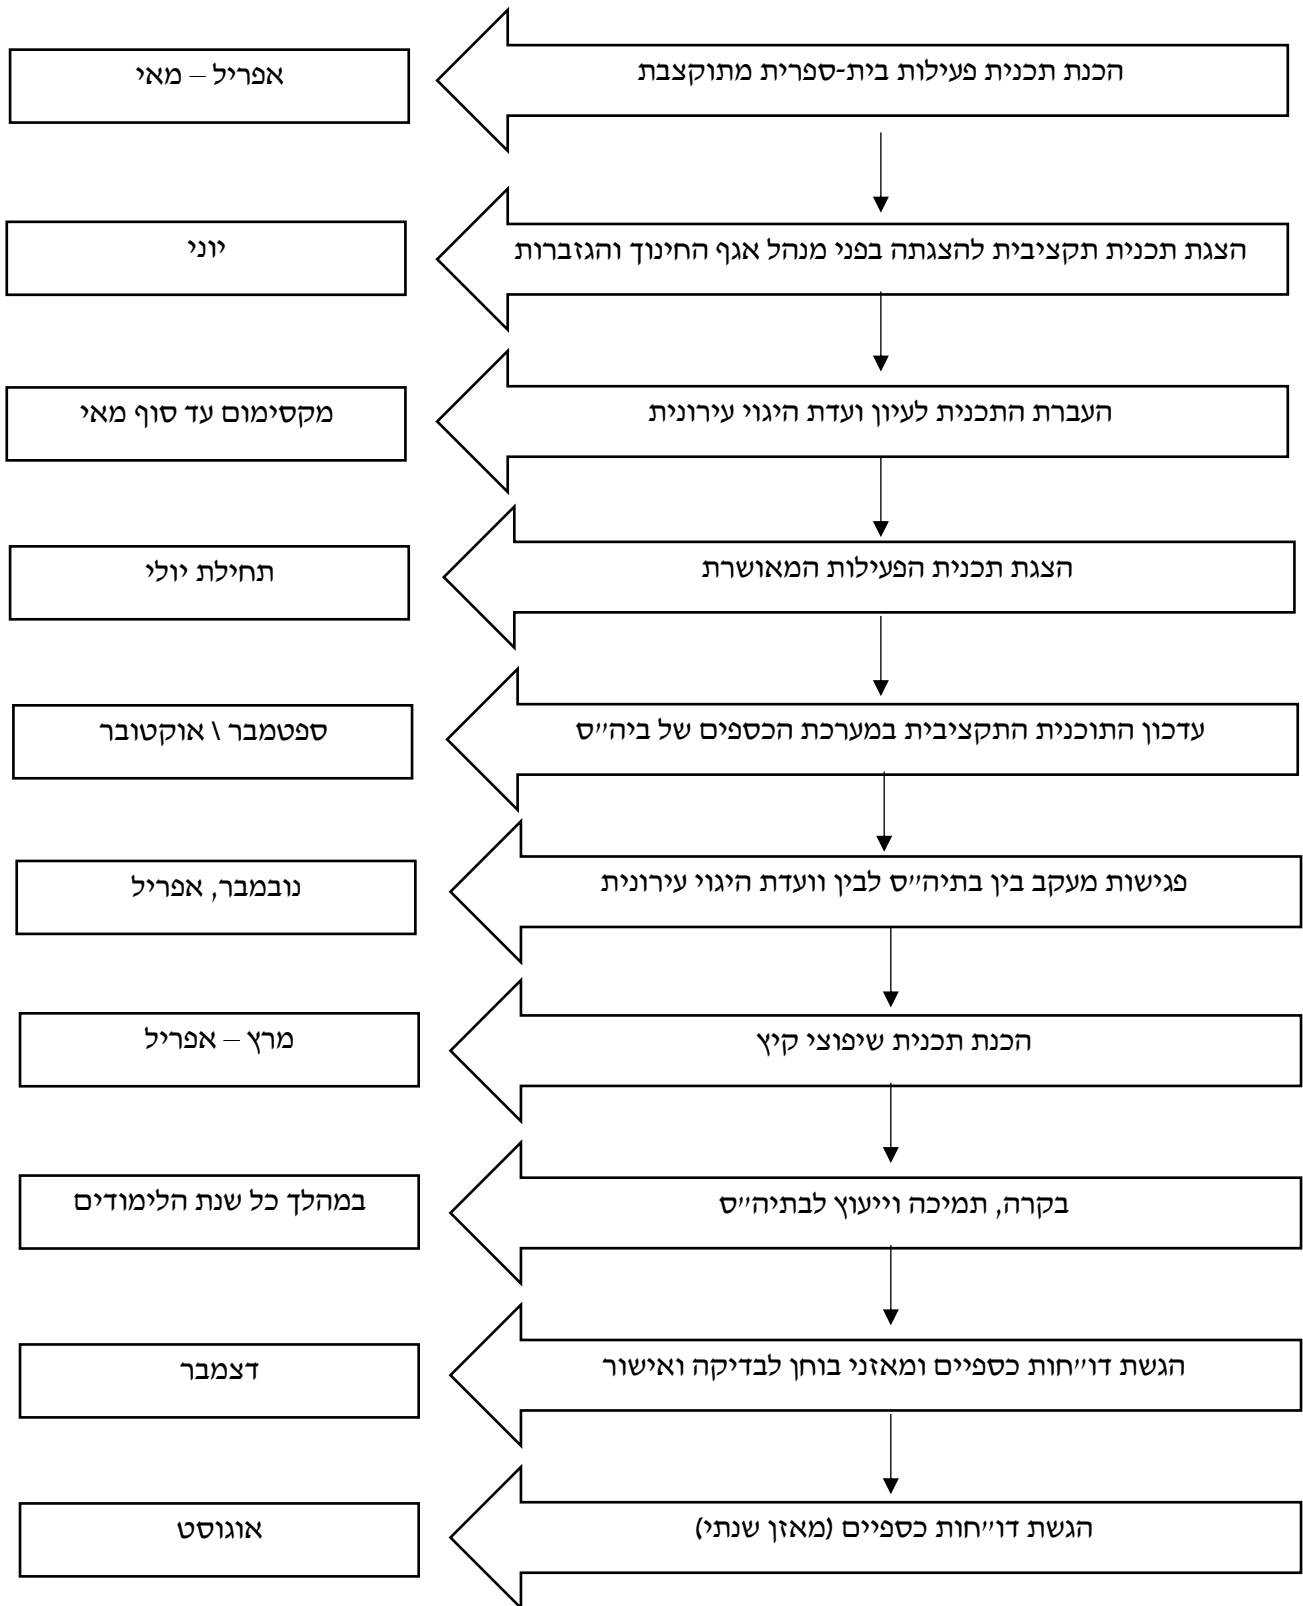 הכנת תכנית פעילות בית-ספרית מתוקצבת
אפריל – מאי
הצגת תכנית תקציבית להצגתה בפני מנהל אגף החינוך והגזברות
יוני
העברת התכנית לעיון ועדת היגוי עירונית
מקסימום עד סוף מאי
הצגת תכנית הפעילות המאושרת
תחילת יולי
עדכון התוכנית התקציבית במערכת הכספים של ביה״ס
ספטמבר \ אוקטובר
פגישות מעקב בין בתיה״ס לבין וועדת היגוי עירונית
נובמבר, אפריל
הכנת תכנית שיפוצי קיץ
מרץ – אפריל
בקרה, תמיכה וייעוץ לבתיה״ס
במהלך כל שנת הלימודים
הגשת דו״חות כספיים ומאזני בוחן לבדיקה ואישור
דצמבר
הגשת דו״חות כספיים (מאזן שנתי)
אוגוסט